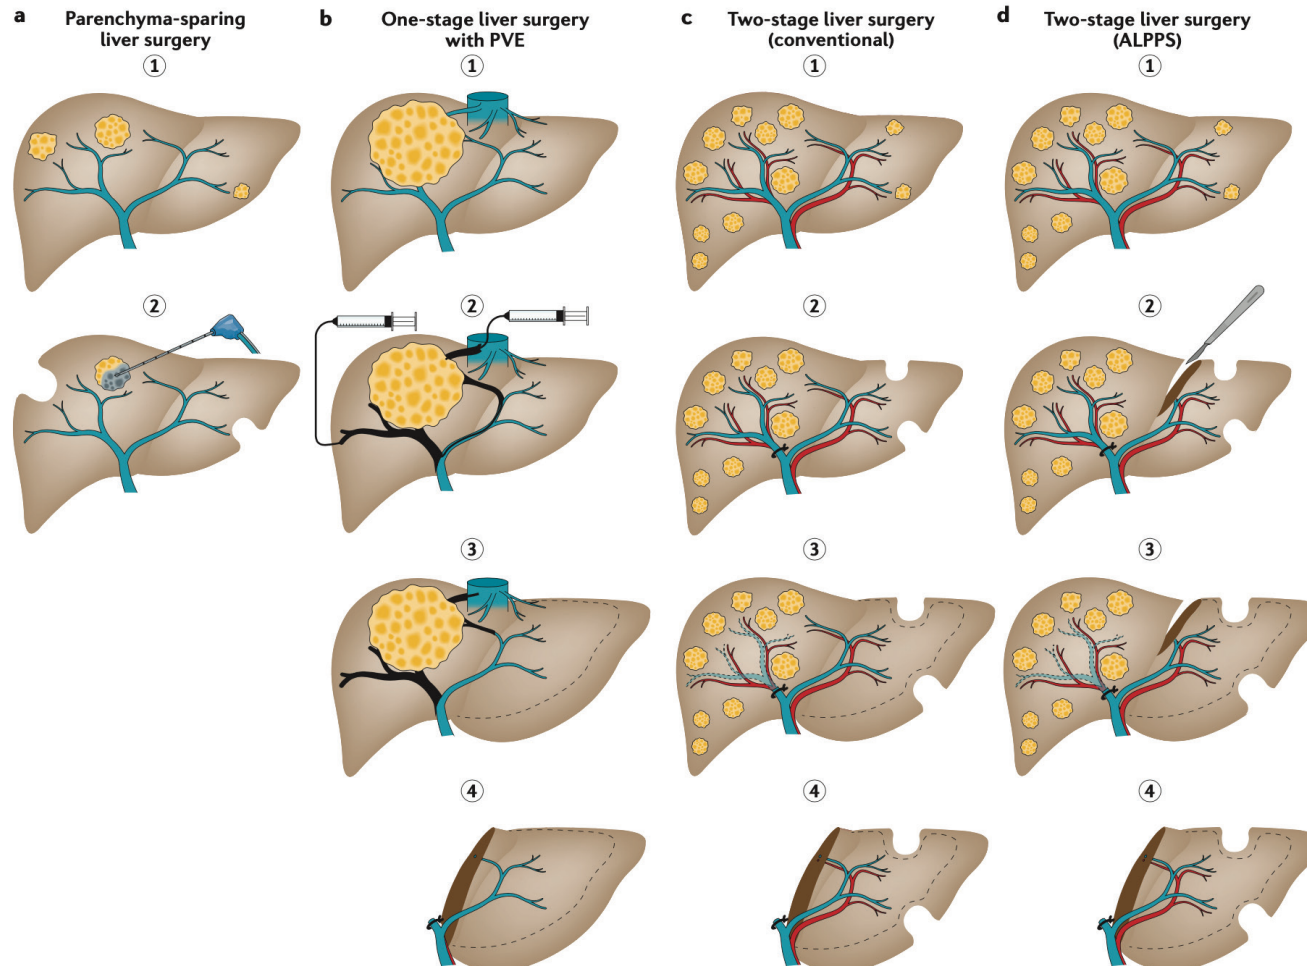 a
Parenchyma-sparing
liver surgery
1
2
b
One-stage liver surgery
with PVE
1
2
3
4
c
Two-stage liver surgery
(conventional)
1
2
3
4
d
Two-stage liver surgery
(ALPPS)
1
2
3
4